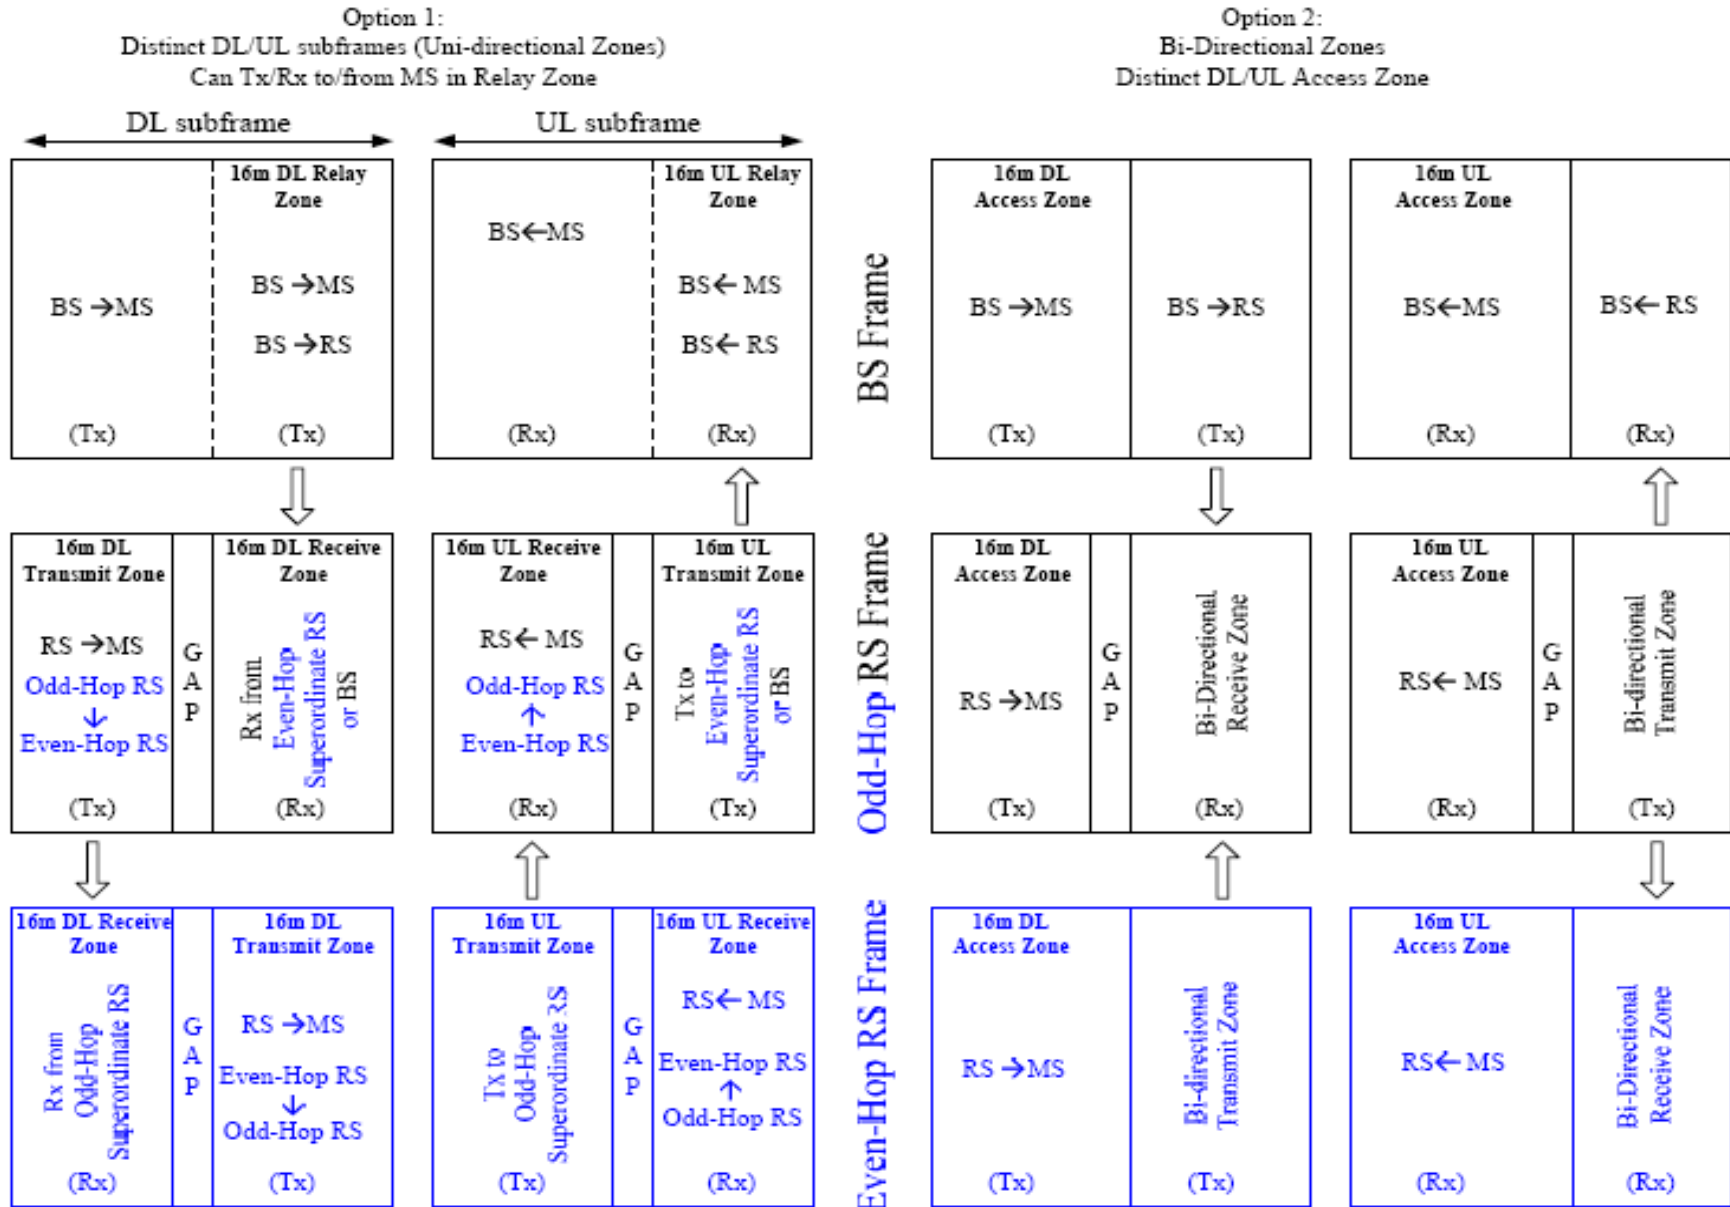 Option 1:
Distinct DL/UL subframes (Uni-directional Zones)
Can Tx/Rx to/from MS in Relay Zone
DL subframe
UL subframe
16m DL Relay
Zone
BS →MS
BS →MS
BS →RS
(Tx)
(Tx)
16m UL Relay
Zone
BS←MS
BS← MS
BS← RS
(Rx)
(Rx)
16m DL
Transmit Zone
RS →MS
Odd-Hop RS
↓
Even-Hop RS
(Tx)
G
A
P
16m DL Receive
Zone
Rx from
Even-Hop
Superordinate RS
or BS
(Rx)
16m UL Receive
Zone
RS← MS
Odd-Hop RS
↑
Even-Hop RS
(Rx)
G
A
P
16m UL
Transmit Zone
Tx to
Even-Hop
Superordinate RS
or BS
(Tx)
16m DL Receive
Zone
Rx from
Odd-Hop
Superordinate RS
(Rx)
G
A
P
16m DL
Transmit Zone
RS →MS
Even-Hop RS
↓
Odd-Hop RS
(Tx)
16m UL
Transmit Zone
Tx to
Odd-Hop
Superordinate RS
(Tx)
G
A
P
16m UL Receive
Zone
RS← MS
Even-Hop RS
↑
Odd-Hop RS
(Rx)
BS Frame
Odd-Hop RS Frame
Even-Hop RS Frame
Option 2:
Bi-Directional Zones
Distinct DL/UL Access Zone
16m DL
Access Zone
BS →MS
(Tx)
BS →RS
(Tx)
16m UL
Access Zone
BS←MS
(Rx)
BS← RS
(Rx)
16m DL
Access Zone
RS →MS
(Tx)
G
A
P
Bi-Directional
Receive Zone
(Rx)
16m UL
Access Zone
RS← MS
(Rx)
G
A
P
Bi-directional
Transmit Zone
(Tx)
16m DL
Access Zone
RS →MS
(Tx)
Bi-directional
Transmit Zone
(Tx)
16m UL
Access Zone
RS← MS
(Rx)
Bi-Directional
Receive Zone
(Rx)